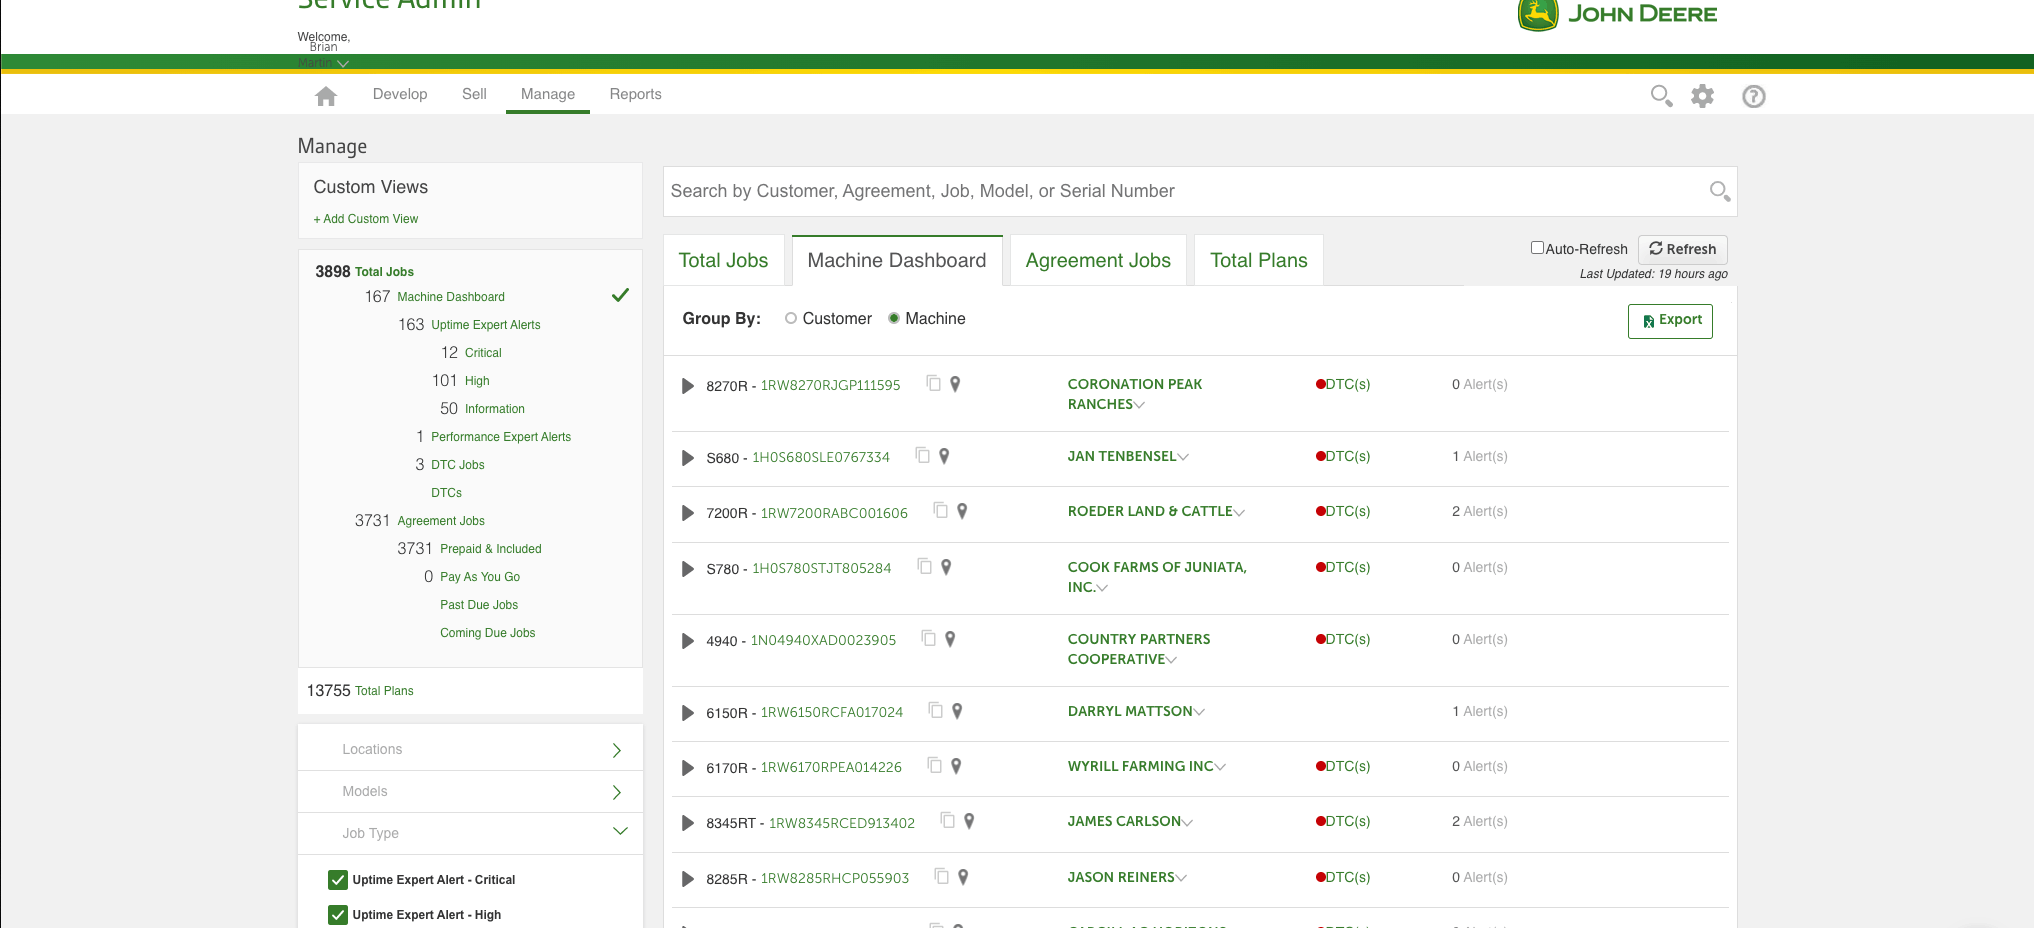 Service Admin
JOHN DEERE
Welcome,
Brian
Martin
Develop Sell Manage Reports
Manage
Custom Views
+ Add Custom View
3898 Total Jobs
167 Machine Dashboard
163 Uptime Expert Alerts
12 Critical
101 High
50 Information
1 Performance Expert Alerts
3 DTC Jobs
DTCs
3731 Agreement Jobs
3731 Prepaid & Included
0 Pay As You Go
Past Due Jobs
Coming Due Jobs
13755 Total Plans
Locations
Models
Job Type
Uptime Expert Alert - Critical
Uptime Expert Alert - High
Search by Customer, Agreement, Job, Model, or Serial Number
Total Jobs Machine Dashboard Agreement Jobs Total Plans
Auto-Refresh Refresh
Last Updated: 19 hours ago
Group By: Customer Machine
Export
8270R - 1RW8270RJGP111595 CORONATION PEAK DTC(s) 0 Alert(s)
RANCHES
S680 - 1H0S680SLE0767334 JAN TENBENSEL DTC(s) 1 Alert(s)
7200R - 1RW7200RABC001606 ROEDER LAND & CATTLE DTC(s) 2 Alert(s)
S780 - 1H0S780STJT805284 COOK FARMS OF JUNIATA, DTC(s) 0 Alert(s)
INC.
4940 - 1N04940XAD0023905 COUNTRY PARTNERS DTC(s) 0 Alert(s)
COOPERATIVE
6150R - 1RW6150RCFA017024 DARRYL MATTSON 1 Alert(s)
6170R - 1RW6170RPEA014226 WYRILL FARMING INC DTC(s) 0 Alert(s)
8345RT - 1RW8345RCED913402 JAMES CARLSON DTC(s) 2 Alert(s)
8285R - 1RW8285RHCP055903 JASON REINERS DTC(s) 0 Alert(s)